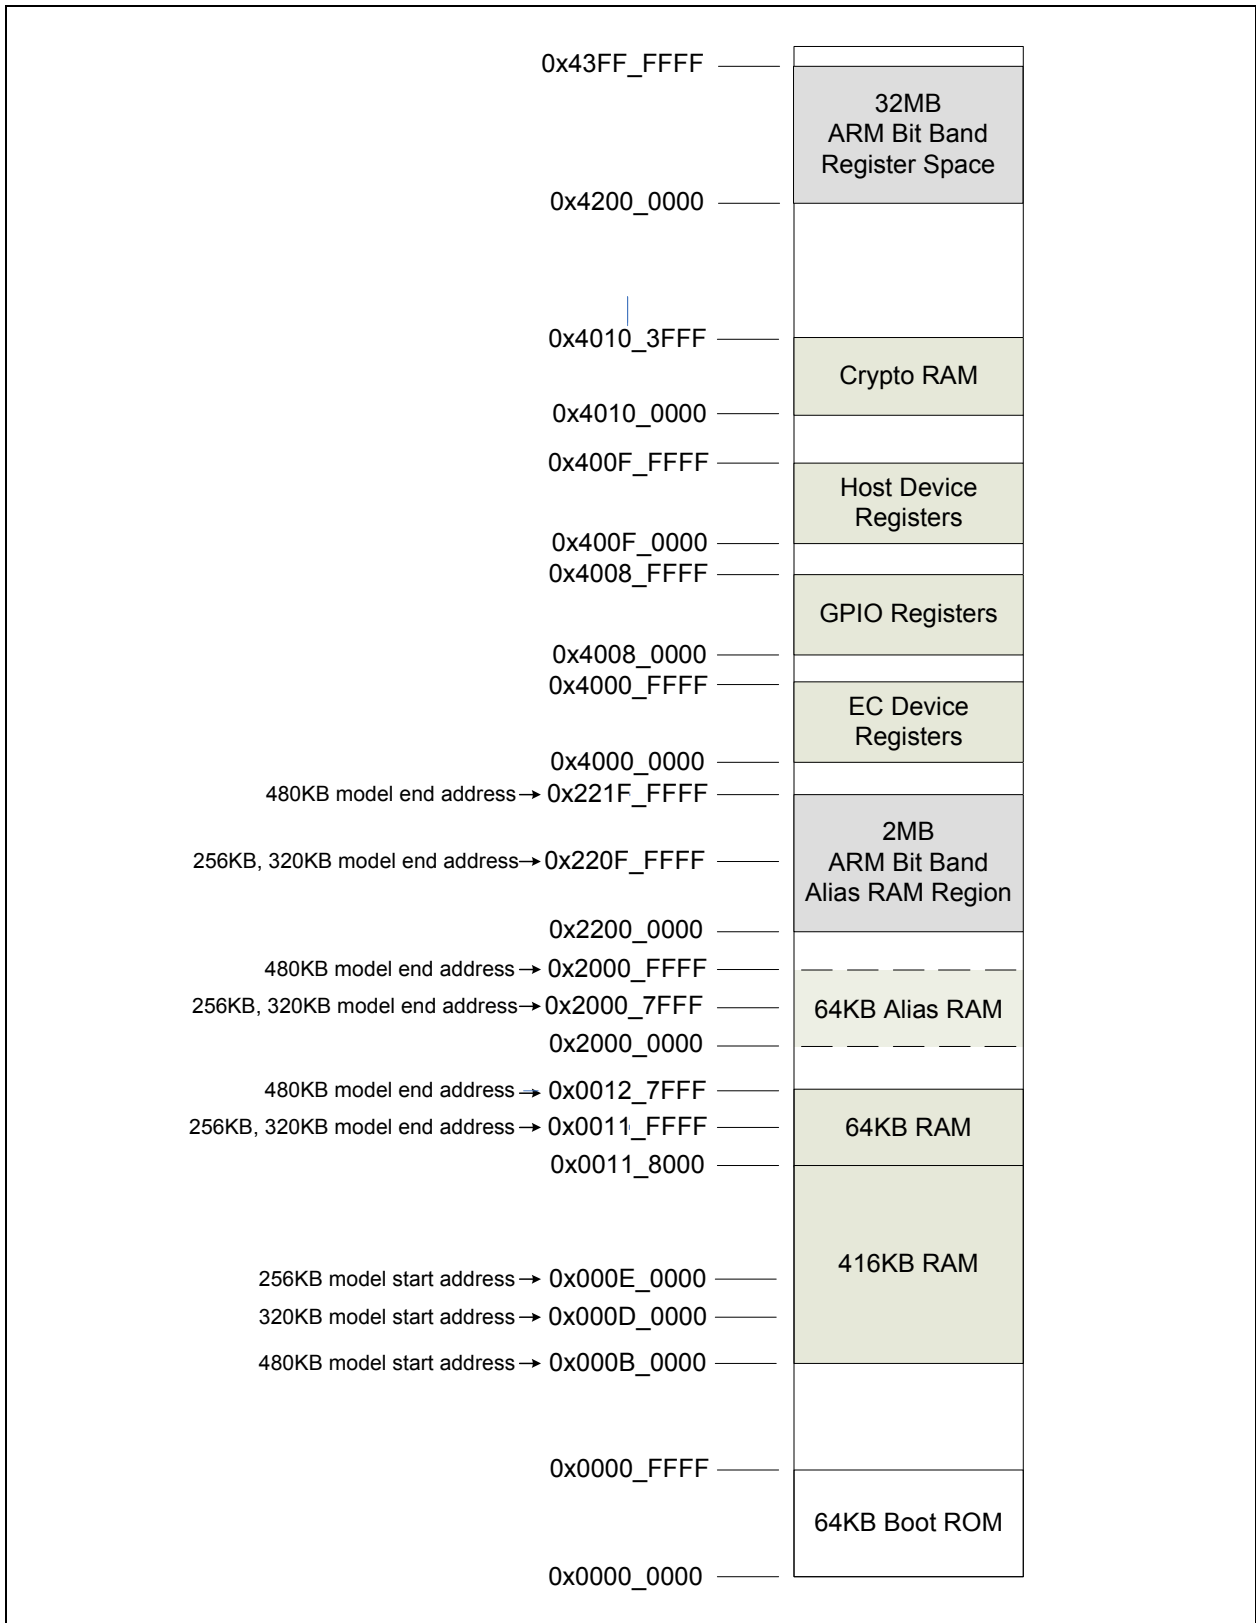 0x43FF_FFFF
32MB
ARM Bit Band
Register Space
0x4200_0000
0x4010_3FFF
Crypto RAM
0x4010_0000
0x400F_FFFF
Host Device
Registers
0x400F_0000
0x4008_FFFF
GPIO Registers
0x4008_0000
0x4000_FFFF
EC Device
Registers
0x4000_0000
480KB model end address → 0x221F_FFFF
2MB
256KB, 320KB model end address → 0x220F_FFFF
ARM Bit Band
Alias RAM Region
0x2200_0000
480KB model end address → 0x2000_FFFF
256KB, 320KB model end address → 0x2000_7FFF
64KB Alias RAM
0x2000_0000
480KB model end address → 0x0012_7FFF
256KB, 320KB model end address → 0x0011_FFFF
64KB RAM
0x0011_8000
416KB RAM
256KB model start address → 0x000E_0000
320KB model start address → 0x000D_0000
480KB model start address → 0x000B_0000
0x0000_FFFF
64KB Boot ROM
0x0000_0000